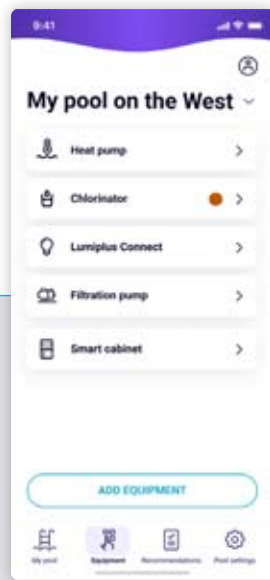 9:41
My pool on the West
Heat pump
Chlorinator
Lumiplus Connect
Filtration pump
Smart cabinet
ADD EQUIPMENT
My pool
Equipment
Recommendations
Pool settings